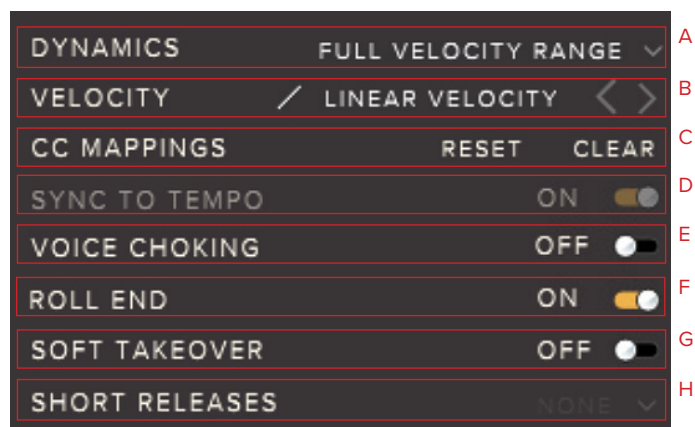 DYNAMICS FULL VELOCITY RANGE A
VELOCITY LINEAR VELOCITY B
CC MAPPINGS RESET CLEAR C
SYNC TO TEMPO ON D
VOICE CHOKING OFF E
ROLL END ON F
SOFT TAKEOVER OFF G
SHORT RELEASES NONE H